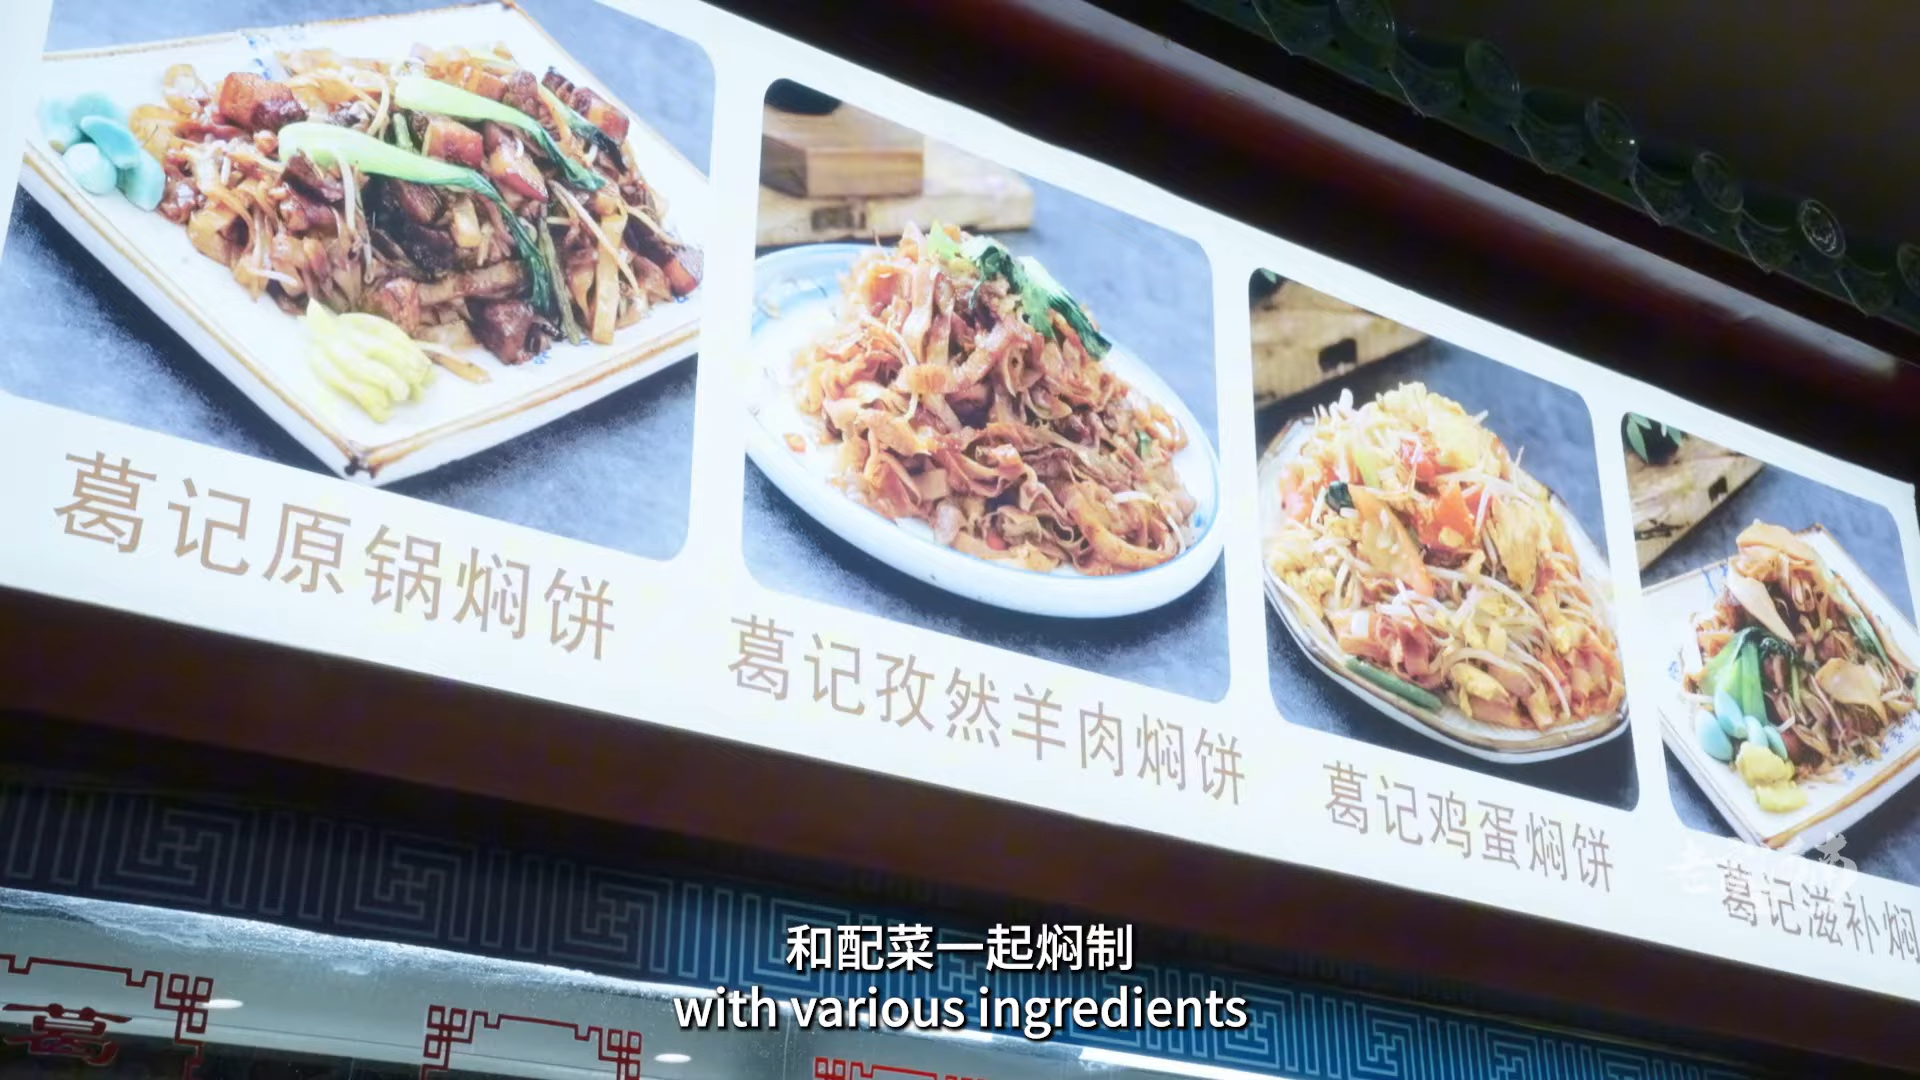 葛记原锅焖饼
葛记孜然羊肉焖饼
葛记鸡蛋焖饼
葛记滋补焖
和配菜一起焖制
with various ingredients
葛